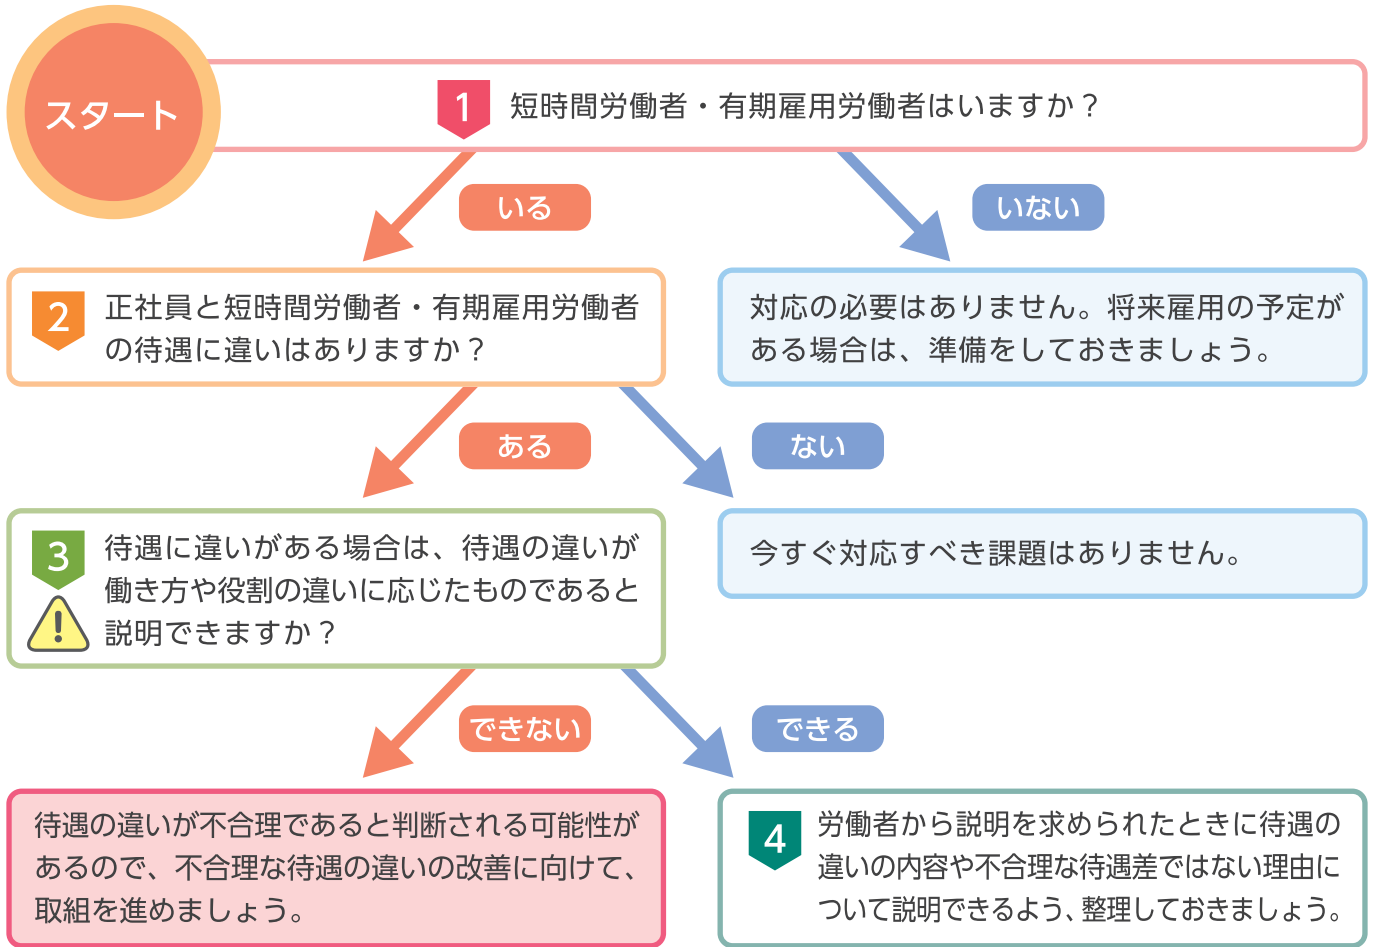 スタート
1
短時間労働者・有期雇用労働者はいますか？
いる
いない
2
正社員と短時間労働者・有期雇用労働者
の待遇に違いはありますか？
対応の必要はありません。将来雇用の予定が
ある場合は、準備をしておきましょう。
ある
ない
3
待遇に違いがある場合は、待遇の違いが
働き方や役割の違いに応じたものであると
説明できますか？
今すぐ対応すべき課題はありません。
できない
できる
待遇の違いが不合理であると判断される可能性が
あるので、不合理な待遇の違いの改善に向けて、
取組を進めましょう。
4
労働者から説明を求められたときに待遇の
違いの内容や不合理な待遇差ではない理由に
ついて説明できるよう、整理しておきましょう。